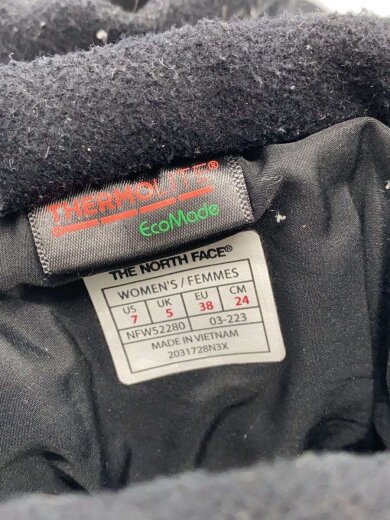 THERMOLITE®
EcoMade
THE NORTH FACE®
WOMEN'S / FEMMES
US UK EU CM
7 5 38 24
NFW52280 03-223
MADE IN VIETNAM
2031728N3X